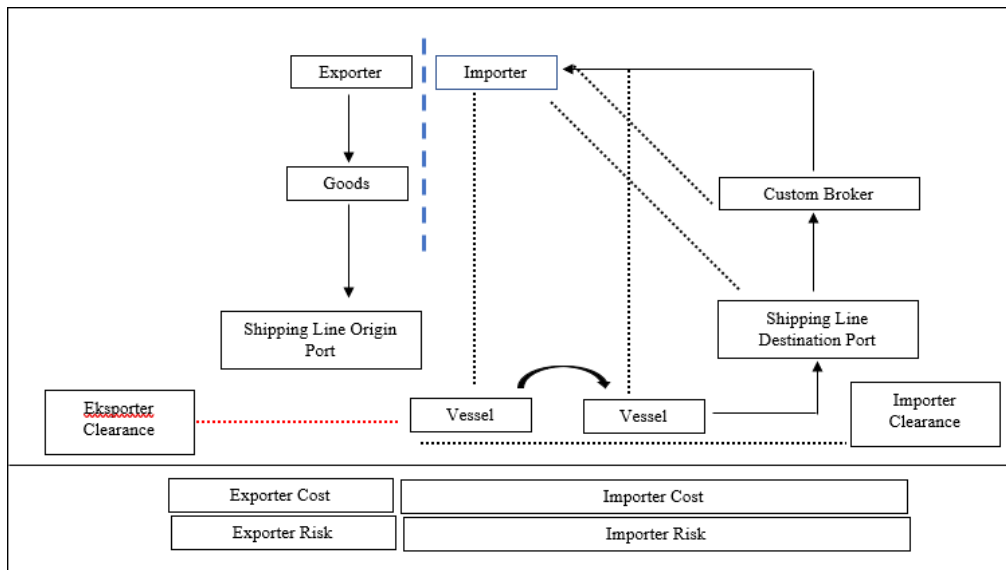 Exporter
Importer
Goods
Custom Broker
Shipping Line Origin
Port
Shipping Line
Destination Port
Eksporter
Clearance
Vessel
Vessel
Importer
Clearance
Exporter Cost
Importer Cost
Exporter Risk
Importer Risk